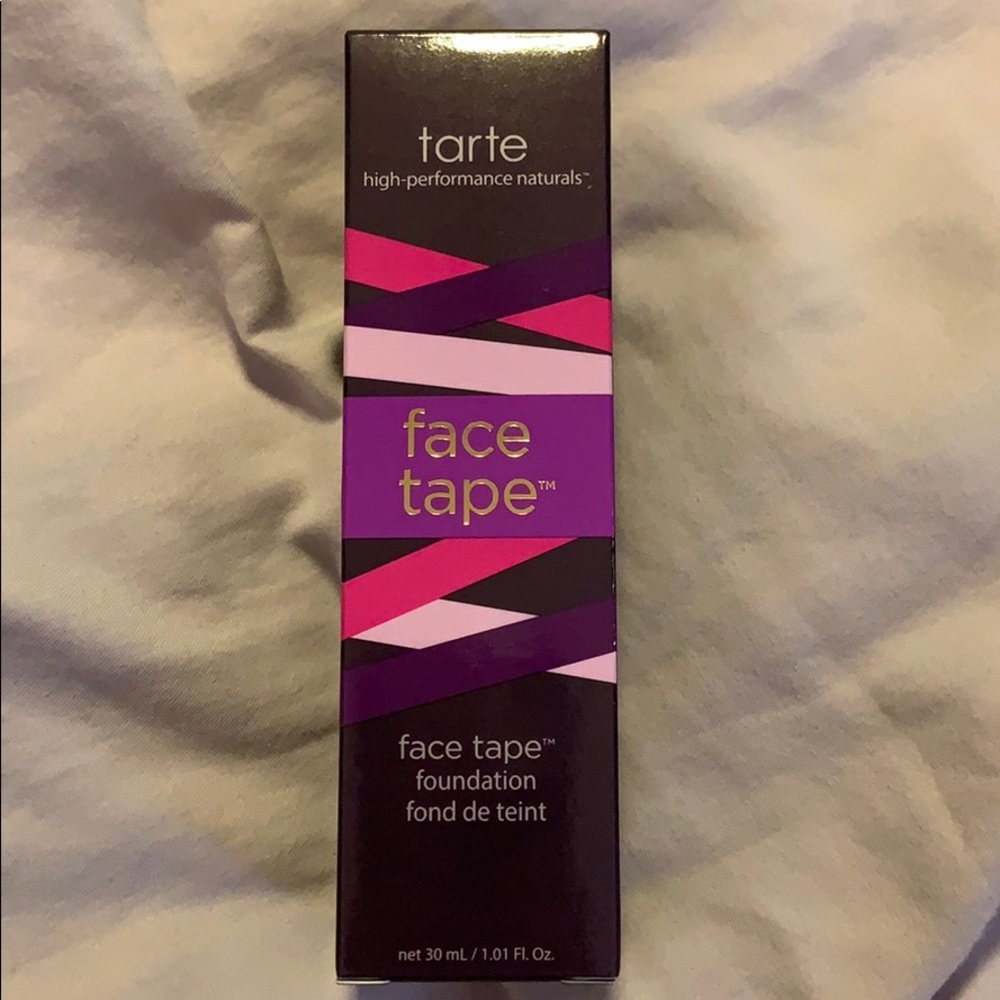 tarte
high-performance naturals™
face
tape™
face tape™
foundation
fond de teint
net 30 mL / 1.01 Fl. Oz.